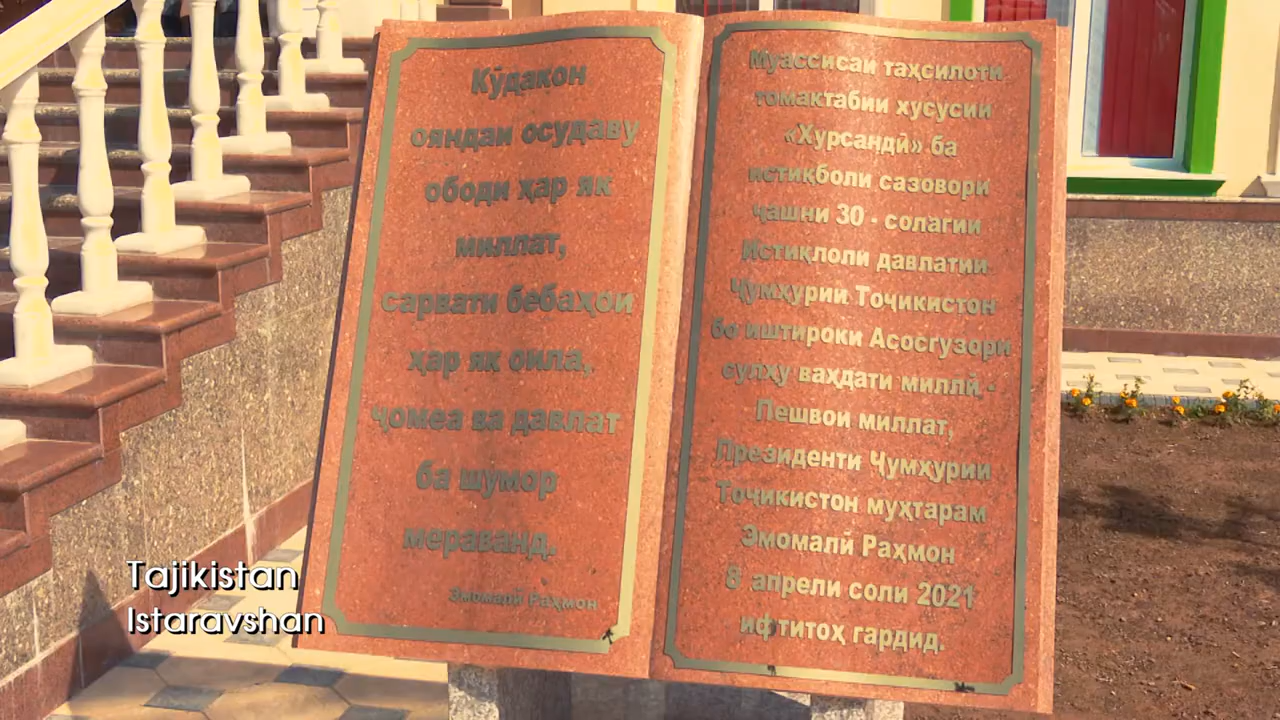 Кӯдакон
ояндаи осудаву
ободи ҳар як
миллат,
сарвати бебаҳои
ҳар як оила,
ҷомеа ва давлат
ба шумор
мераванд.
Эмомалӣ Раҳмон
Муассисаи таҳсилоти
томактабии хусусии
«Хурсандӣ» ба
истиқболи сазовори
ҷашни 30 - солагии
Истиқлоли давлатии
Ҷумҳурии Тоҷикистон
бо иштироки Асосгузори
сулҳу ваҳдати миллӣ -
Пешвои миллат,
Президенти Ҷумҳурии
Тоҷикистон муҳтарам
Эмомалӣ Раҳмон
8 апрели соли 2021
ифтитоҳ гардид.
Tajikistan
Istaravshan